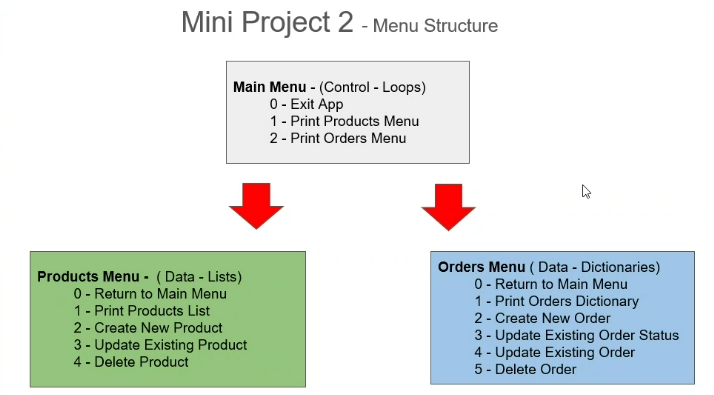 Mini Project 2 - Menu Structure
Main Menu - (Control - Loops)
0 - Exit App
1 - Print Products Menu
2 - Print Orders Menu
Products Menu - ( Data - Lists)
0 - Return to Main Menu
1 - Print Products List
2 - Create New Product
3 - Update Existing Product
4 - Delete Product
Orders Menu ( Data - Dictionaries)
0 - Return to Main Menu
1 - Print Orders Dictionary
2 - Create New Order
3 - Update Existing Order Status
4 - Update Existing Order
5 - Delete Order